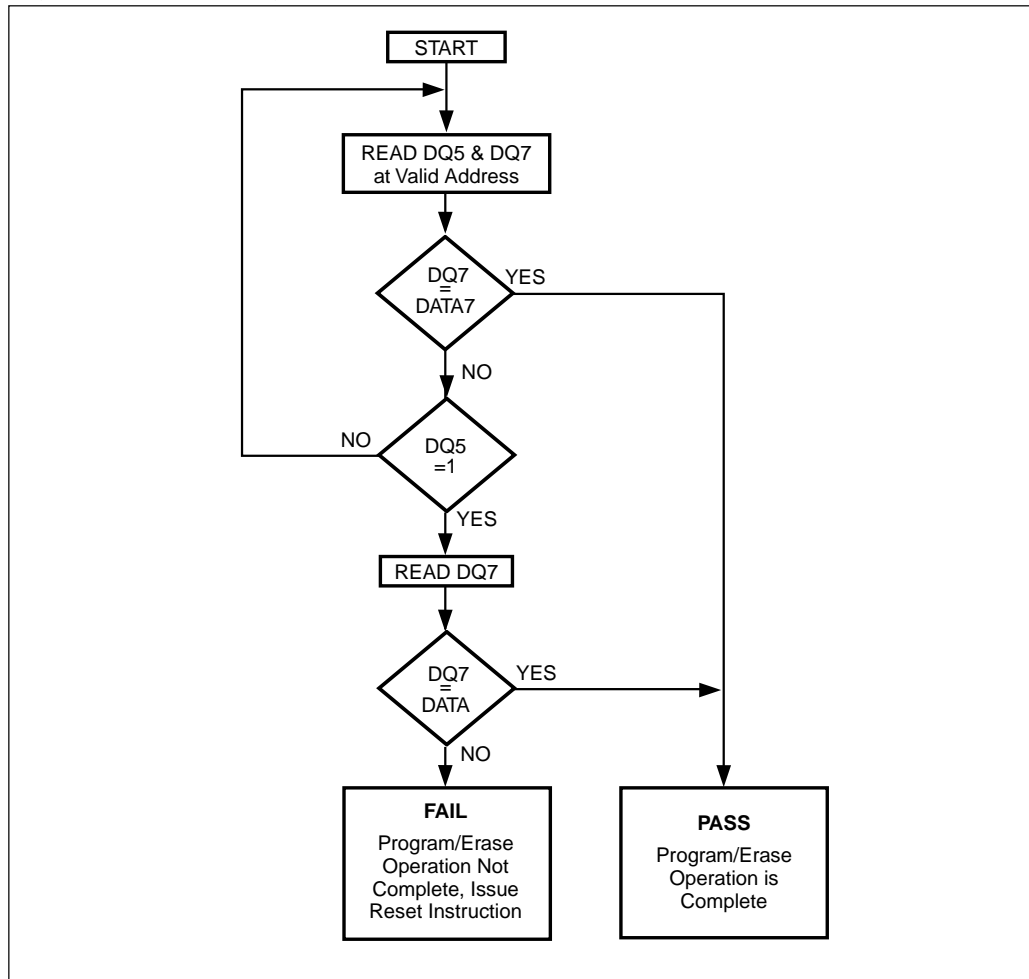 START
READ DQ5 & DQ7
at Valid Address
DQ7
=
DATA7
YES
NO
DQ5
=1
NO
YES
READ DQ7
DQ7
=
DATA
YES
NO
FAIL
Program/Erase
Operation Not
Complete, Issue
Reset Instruction
PASS
Program/Erase
Operation is
Complete